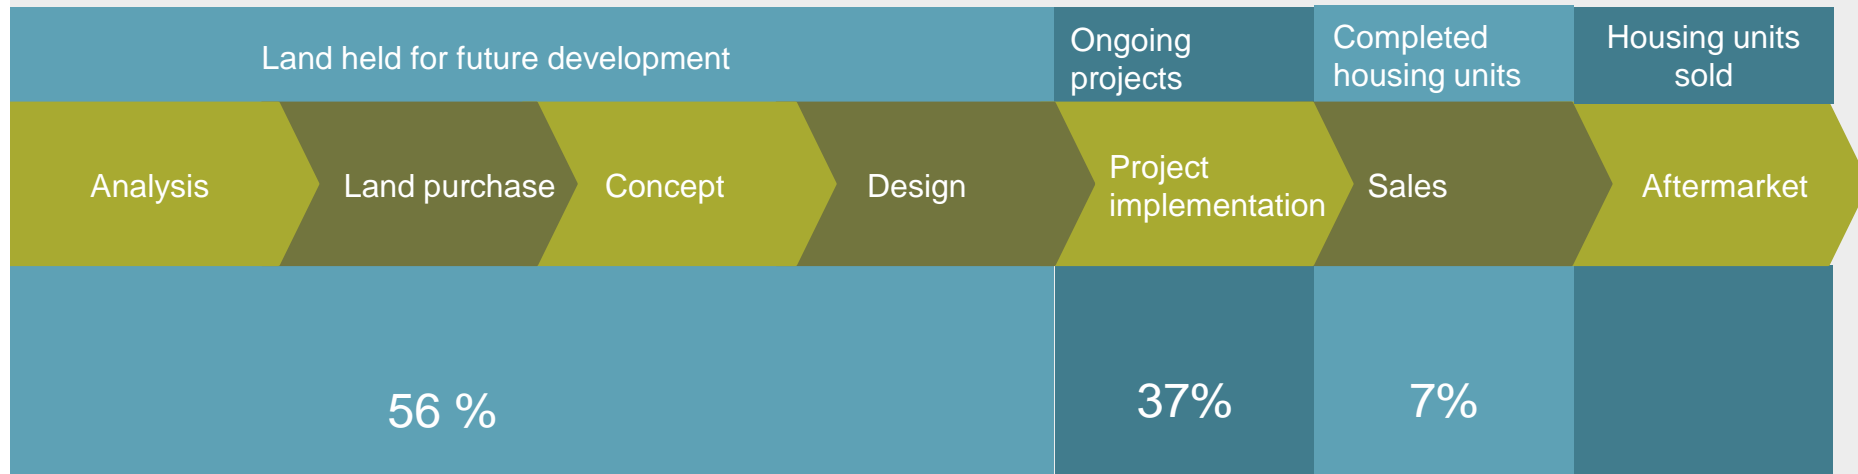 Land held for future development
Ongoing
projects
Completed
housing units
Housing units
sold
Analysis
Land purchase
Concept
Design
Project
implementation
Sales
Aftermarket
56 %
37%
7%